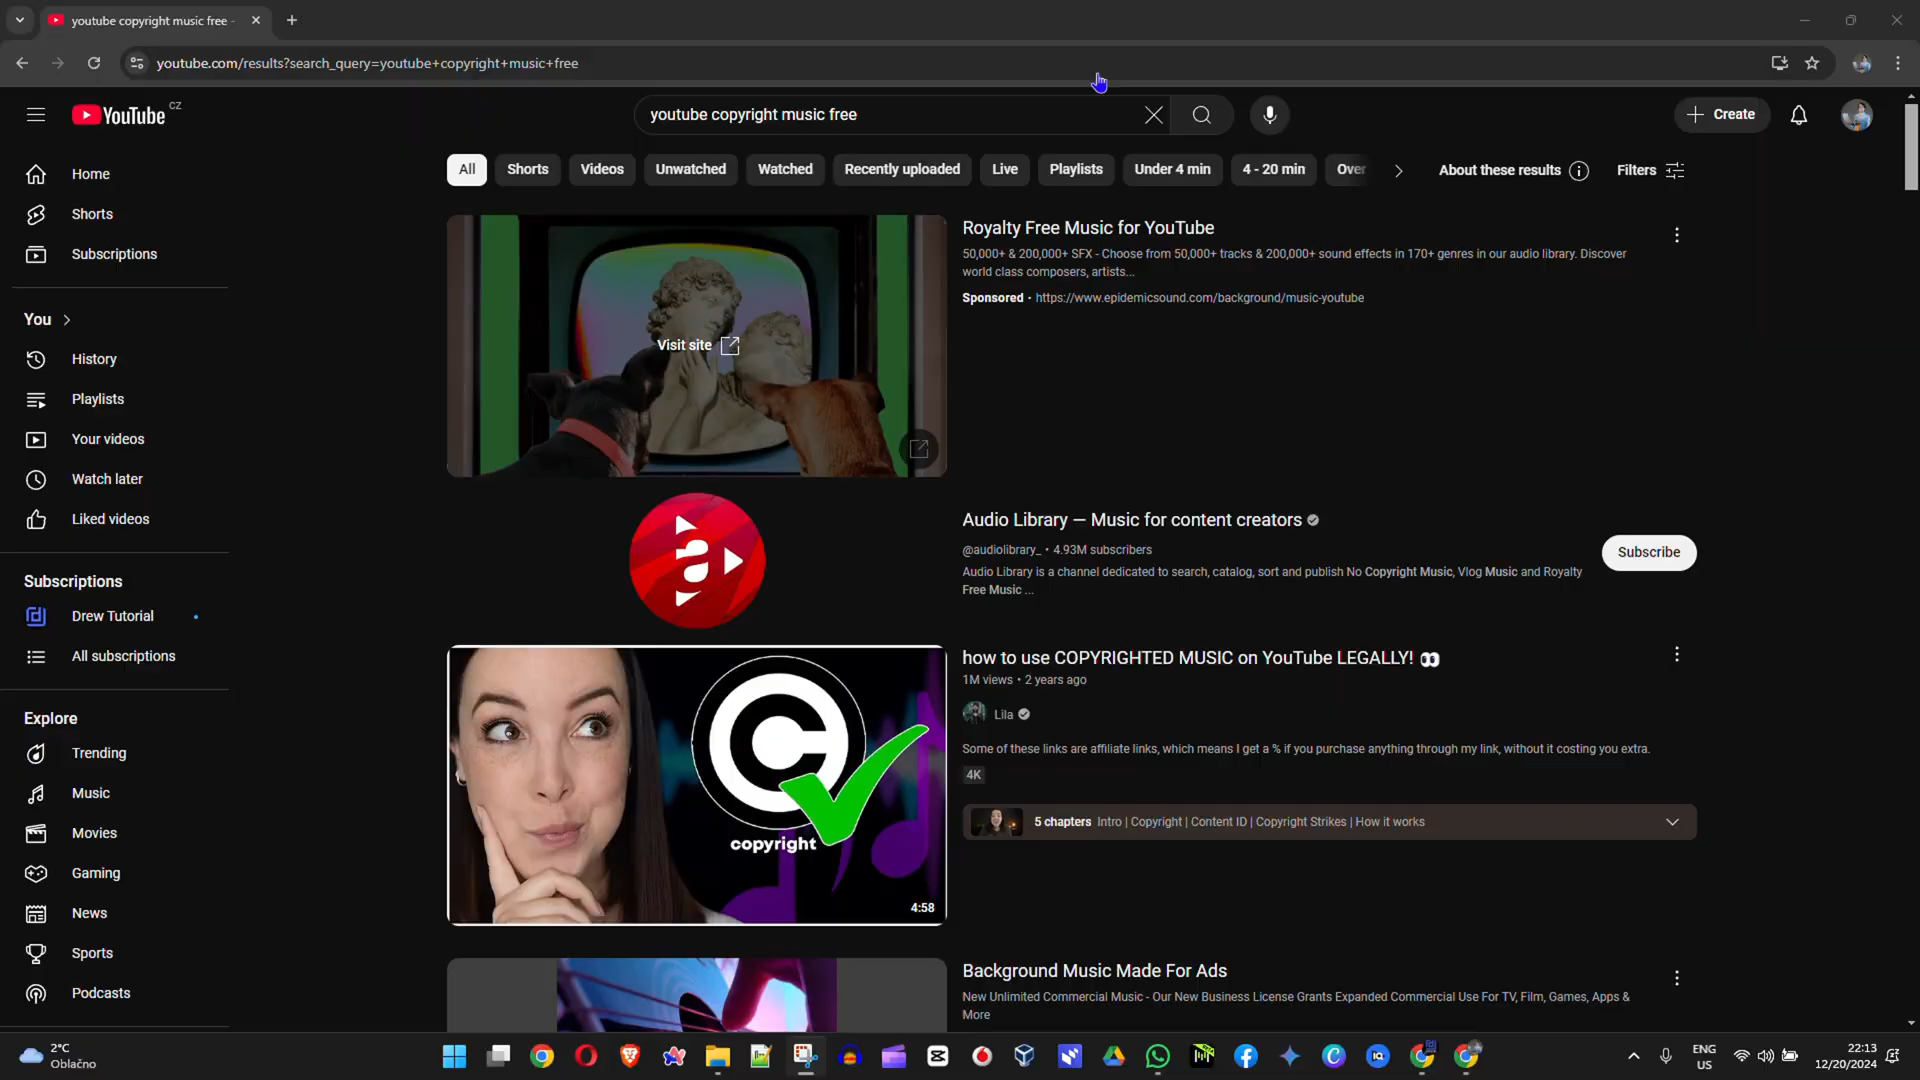 youtube copyright music free -
youtube.com/results?search_query=youtube+copyright+music+free
YouTube CZ
youtube copyright music free
Create
All
Shorts
Videos
Unwatched
Watched
Recently uploaded
Live
Playlists
Under 4 min
4 - 20 min
Over
About these results
Filters
Home
Shorts
Subscriptions
You
History
Playlists
Your videos
Watch later
Liked videos
Subscriptions
Drew Tutorial
All subscriptions
Explore
Trending
Music
Movies
Gaming
News
Sports
Podcasts
Visit site
Royalty Free Music for YouTube
50,000+ & 200,000+ SFX - Choose from 50,000+ tracks & 200,000+ sound effects in 170+ genres in our audio library. Discover
world class composers, artists...
Sponsored · https://www.epidemicsound.com/background/music-youtube
a
Audio Library — Music for content creators
@audiolibrary_ • 4.93M subscribers
Audio Library is a channel dedicated to search, catalog, sort and publish No Copyright Music, Vlog Music and Royalty
Free Music ...
Subscribe
C
copyright
4:58
how to use COPYRIGHTED MUSIC on YouTube LEGALLY! 👀
1M views • 2 years ago
Lila
Some of these links are affiliate links, which means I get a % if you purchase anything through my link, without it costing you extra.
4K
5 chapters Intro | Copyright | Content ID | Copyright Strikes | How it works
Background Music Made For Ads
New Unlimited Commercial Music - Our New Business License Grants Expanded Commercial Use For TV, Film, Games, Apps &
More
2°C
Oblačno
ENG
US
22:13
12/20/2024